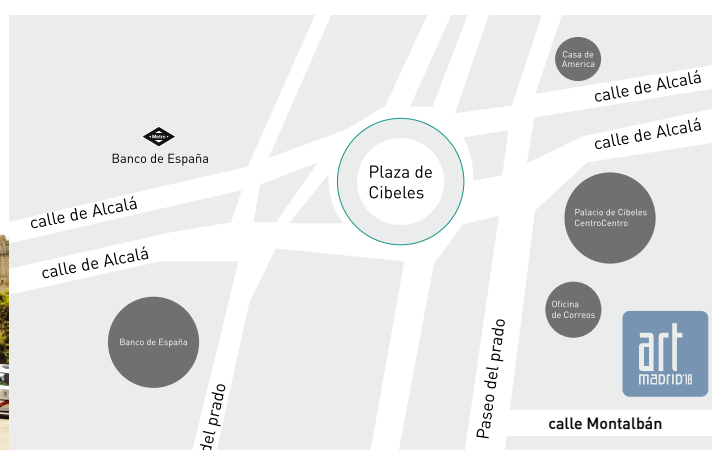 Casa de
America
calle de Alcalá
Metro
Banco de España
calle de Alcalá
Plaza de
Cibeles
calle de Alcalá
Palacio de Cibeles
CentroCentro
calle de Alcalá
Oficina
de Correos
Banco de España
art
madrid'18
Paseo del prado
del prado
calle Montalbán